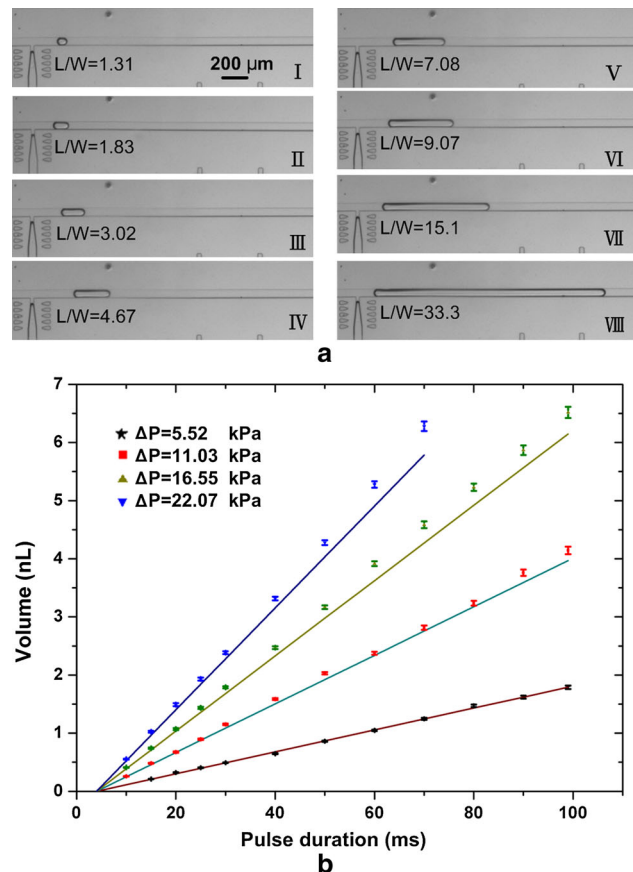 L/W=1.31
200 µm
I
L/W=1.83
II
L/W=3.02
III
L/W=4.67
IV
L/W=7.08
V
L/W=9.07
VI
L/W=15.1
VII
L/W=33.3
VIII
a
7
6
5
4
3
2
1
0
Volume (nL)
ΔP=5.52 kPa
ΔP=11.03 kPa
ΔP=16.55 kPa
ΔP=22.07 kPa
0 20 40 60 80 100
Pulse duration (ms)
b